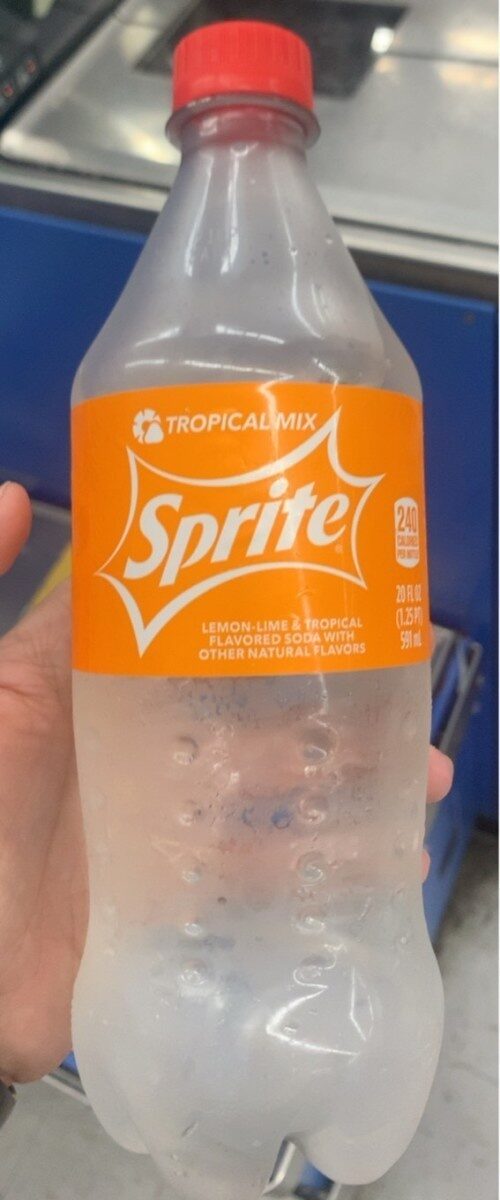 TROPICAL MIX
Sprite
240
CALORIES
PER BOTTLE
20 FL OZ
(1.25 PT)
591 mL
LEMON-LIME & TROPICAL
FLAVORED SODA WITH
OTHER NATURAL FLAVORS